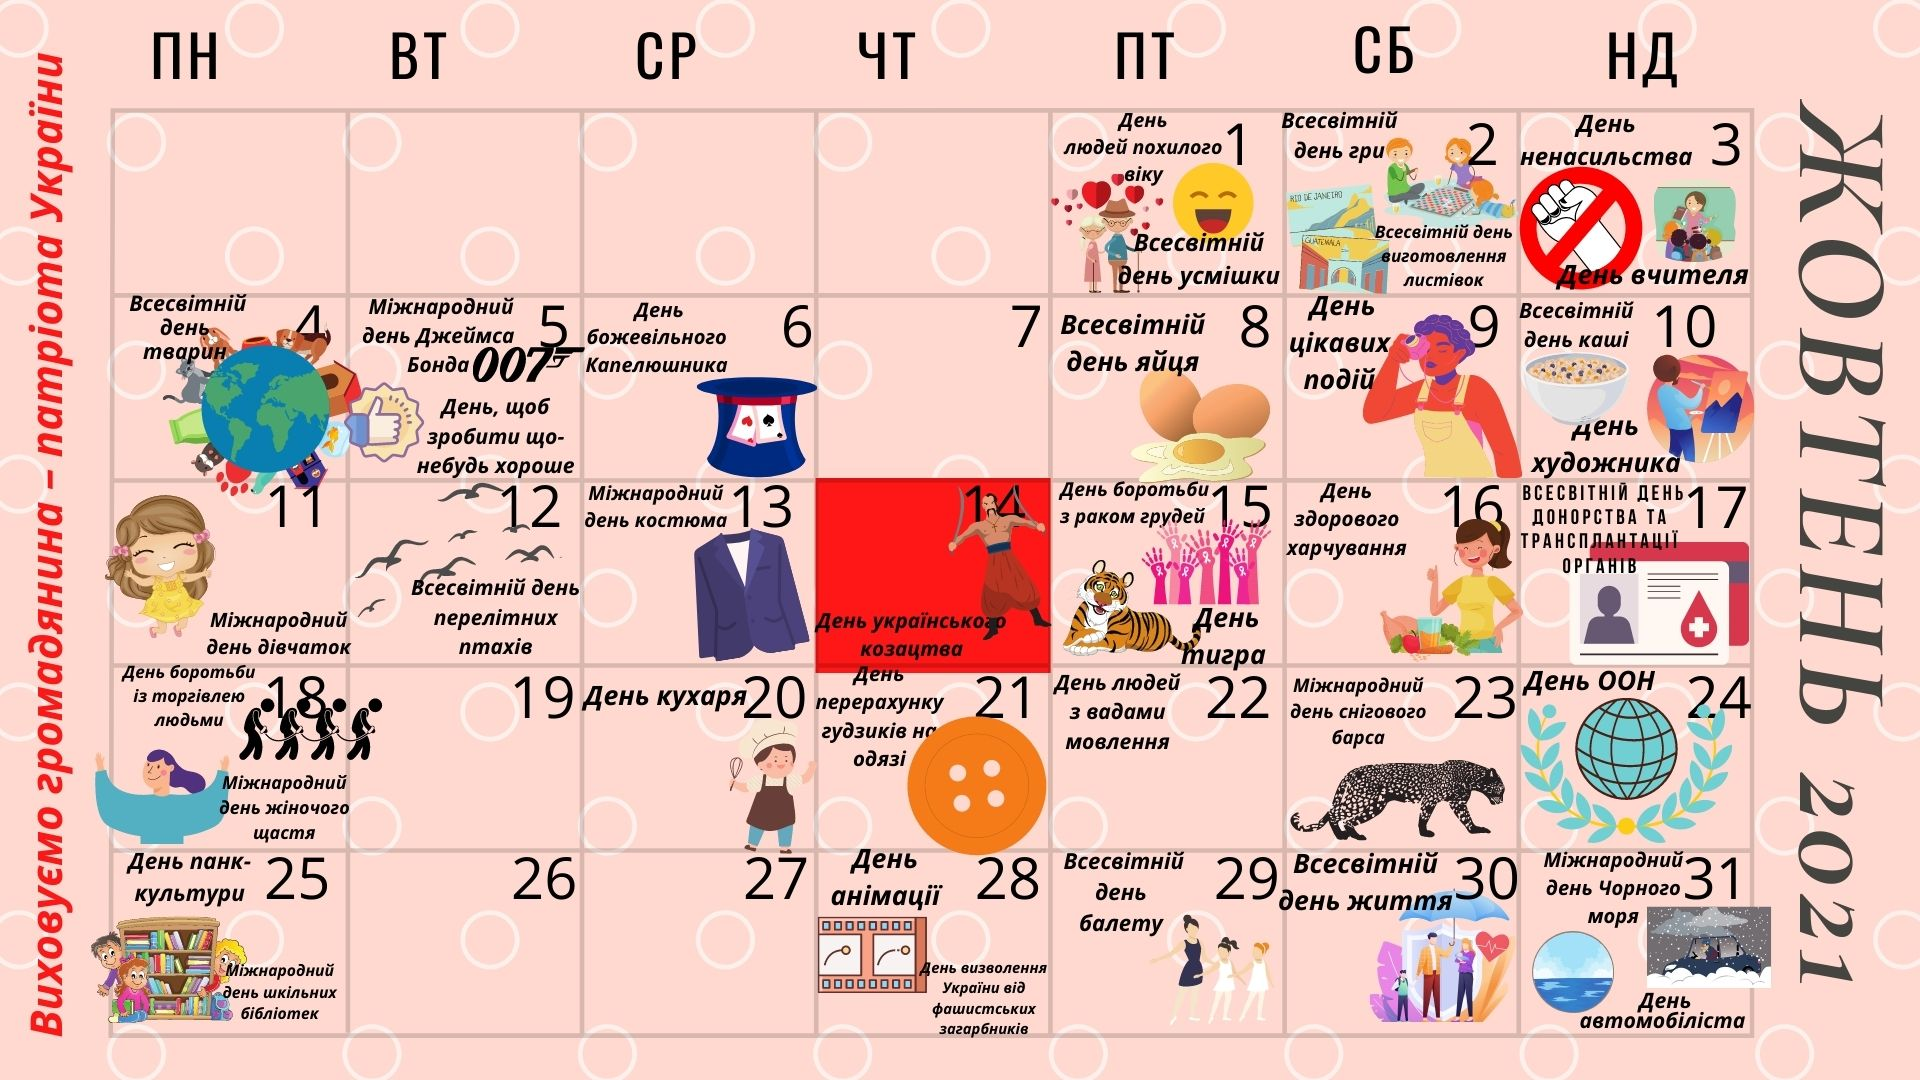 ПН ВТ СР ЧТ ПТ СБ НД
Виховуємо громадянина – патріота України
ЖОВТЕНЬ 2021
День
людей похилого
віку
1
Всесвітній
день усмішки
Всесвітній
день гри
2
RIO DE JANEIRO
GUATEMALA
Всесвітній день
виготовлення
листівок
День
ненасильства
3
День вчителя
Всесвітній
день
тварин
4
Міжнародний
день Джеймса
Бонда
5
007
День, щоб
зробити що-
небудь хороше
День
божевільного
Капелюшника
6
7
Всесвітній
день яйця
8
День
цікавих
подій
9
Всесвітній
день каші
10
День
художника
11
Міжнародний
день дівчаток
12
Всесвітній день
перелітних
птахів
Міжнародний
день костюма
13
14
День українського
козацтва
День боротьби
з раком грудей
15
День
тигра
День
здорового
харчування
16
ВСЕСВІТНІЙ ДЕНЬ
ДОНОРСТВА ТА
ТРАНСПЛАНТАЦІЇ
ОРГАНІВ
17
День боротьби
із торгівлею
людьми
18
Міжнародний
день жіночого
щастя
19
День кухаря
20
День
перерахунку
гудзиків на
одязі
21
День людей
з вадами
мовлення
22
Міжнародний
день снігового
барса
23
День ООН
24
День панк-
культури
25
Міжнародний
день шкільних
бібліотек
26
27
День
анімації
28
День визволення
України від
фашистських
загарбників
Всесвітній
день
балету
29
Всесвітній
день життя
30
Міжнародний
день Чорного
моря
31
День
автомобіліста